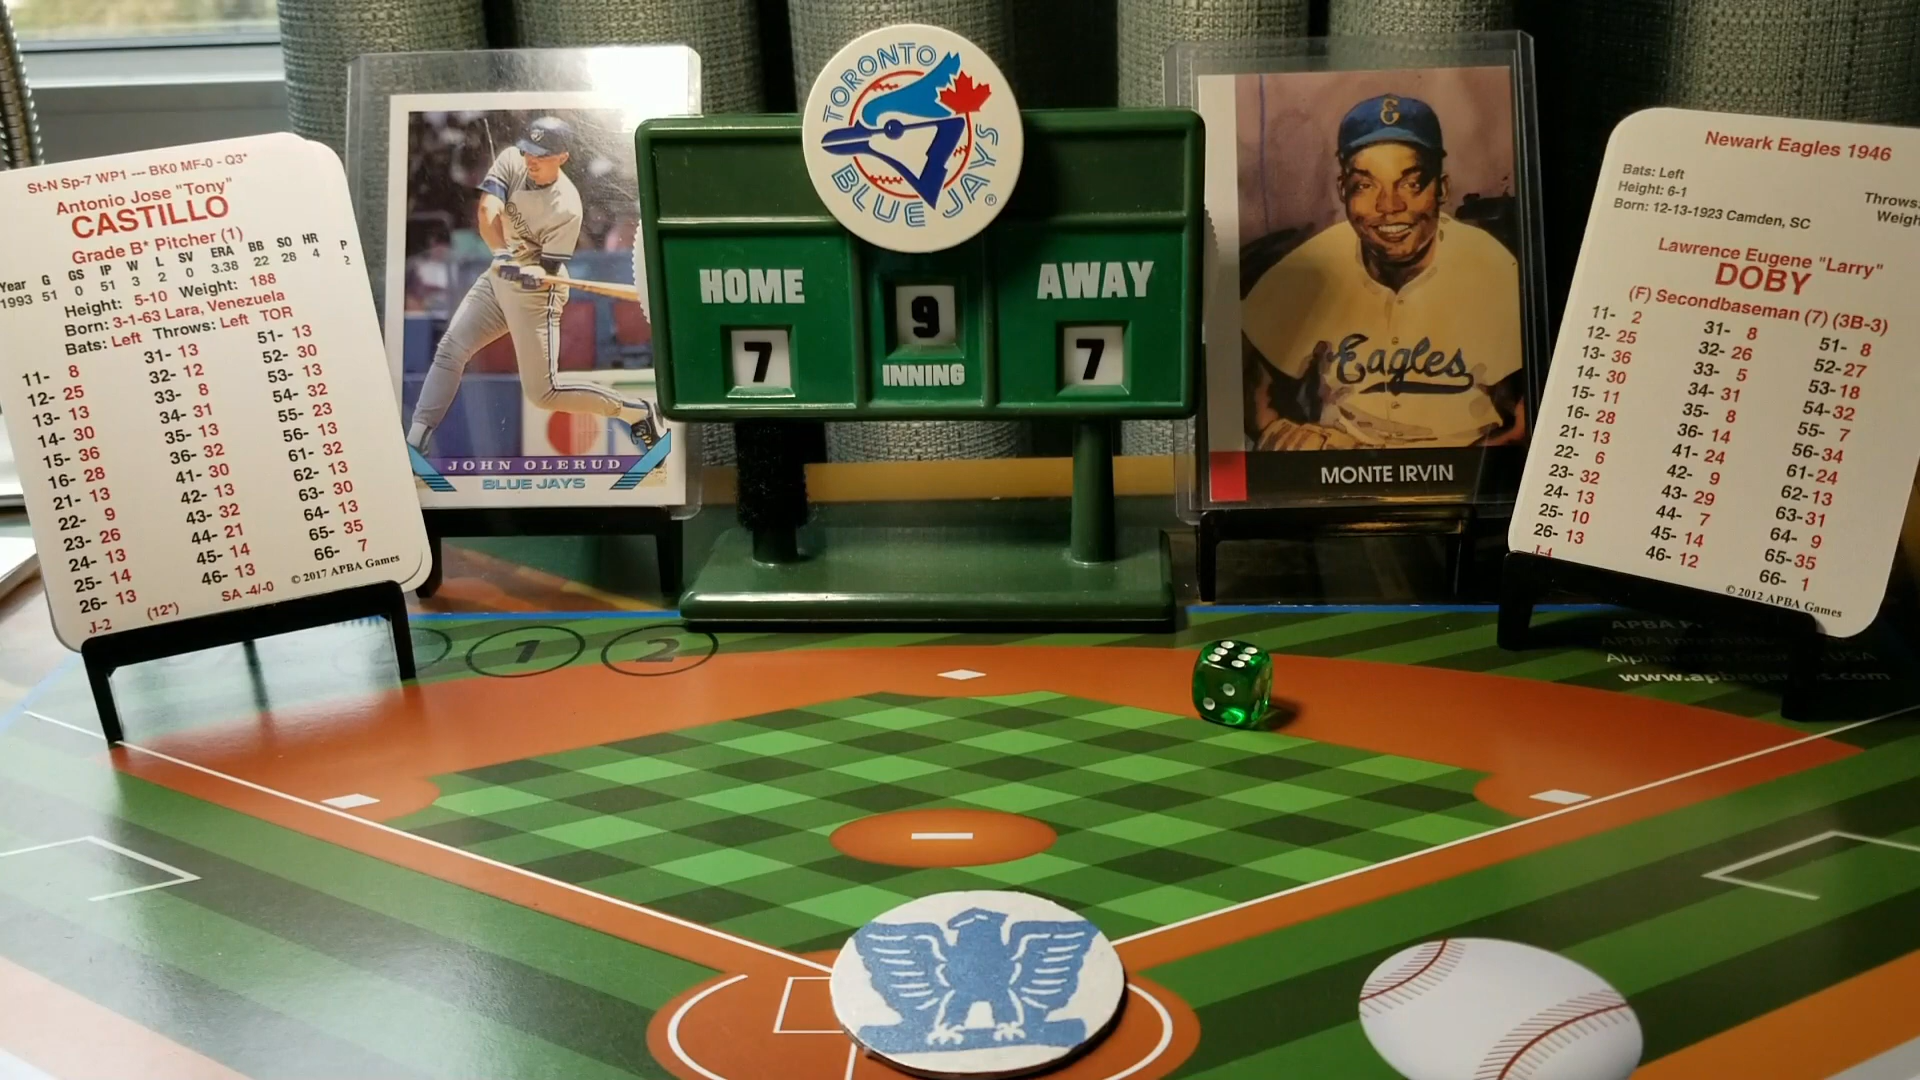 St-N Sp-7 WP1 --- BK0 MF-0 - Q3*
Antonio Jose "Tony"
CASTILLO
Grade B* Pitcher (1)
Year G GS IP W L SV ERA BB SO HR P
1993 51 0 51 3 2 0 3.38 22 28 4 2
Height: 5-10 Weight: 188
Born: 3-1-63 Lara, Venezuela
Bats: Left Throws: Left TOR
11- 8 31- 13 51- 13
12- 25 32- 12 52- 30
13- 13 33- 8 53- 13
14- 30 34- 31 54- 32
15- 36 35- 13 55- 23
16- 28 36- 32 56- 13
21- 13 41- 30 61- 32
22- 9 42- 13 62- 13
23- 26 43- 32 63- 30
24- 13 44- 21 64- 13
25- 14 45- 14 65- 35
26- 13 46- 13 66- 7
J-2 (12*) SA -4/-0 © 2017 APBA Games
JOHN OLERUD
BLUE JAYS
TORONTO
BLUE JAYS
®
HOME
7
9
INNING
AWAY
7
E
Eagles
MONTE IRVIN
Newark Eagles 1946
Bats: Left
Height: 6-1 Throws:
Born: 12-13-1923 Camden, SC
Lawrence Eugene "Larry"
DOBY
(F) Secondbaseman (7) (3B-3)
11- 2 31- 8 51- 8
12- 25 32- 26 52- 27
13- 36 33- 5 53- 18
14- 30 34- 31 54- 32
15- 11 35- 8 55- 7
16- 28 36- 14 56- 34
21- 13 41- 24 61- 24
22- 6 42- 9 62- 13
23- 32 43- 29 63- 31
24- 13 44- 7 64- 9
25- 10 45- 14 65- 35
26- 13 46- 12 66- 1
© 2012 APBA Games
1 2
APBA